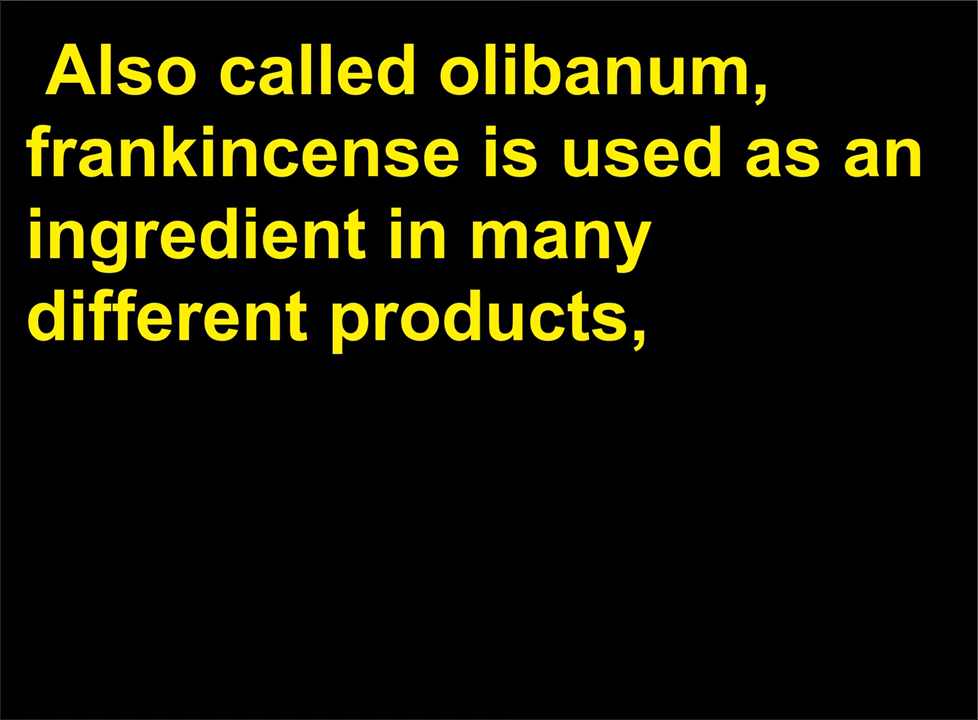 Also called olibanum,
frankincense is used as an
ingredient in many
different products,